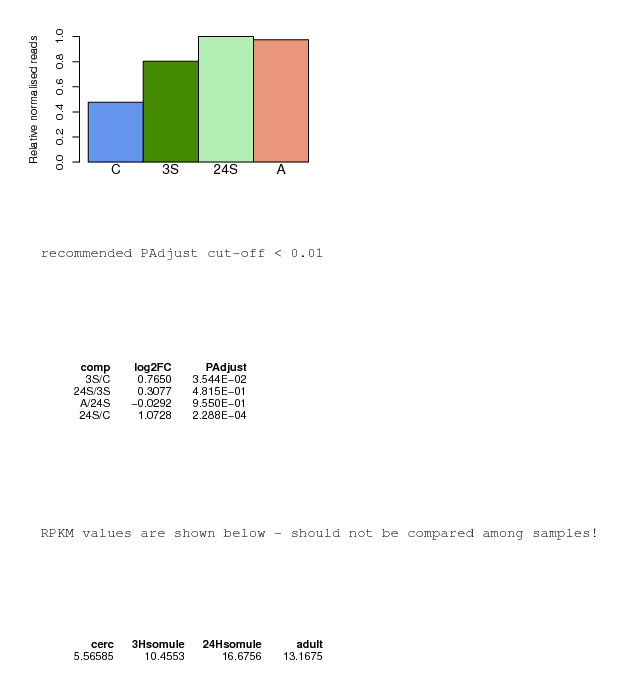 Relative normalised reads
1.0
0.8
0.6
0.4
0.2
0.0
C 3S 24S A
recommended PAdjust cut-off < 0.01
comp log2FC PAdjust
3S/C 0.7650 3.544E−02
24S/3S 0.3077 4.815E−01
A/24S −0.0292 9.550E−01
24S/C 1.0728 2.288E−04
RPKM values are shown below - should not be compared among samples!
cerc 3Hsomule 24Hsomule adult
5.56585 10.4553 16.6756 13.1675